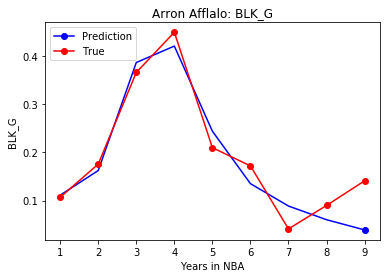 Arron Afflalo: BLK_G
Prediction
True
0.4
0.3
0.2
0.1
BLK_G
1 2 3 4 5 6 7 8 9
Years in NBA